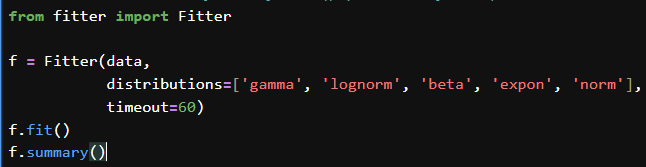 from fitter import Fitter
f = Fitter(data,
distributions=['gamma', 'lognorm', 'beta', 'expon', 'norm'],
timeout=60)
f.fit()
f.summary()